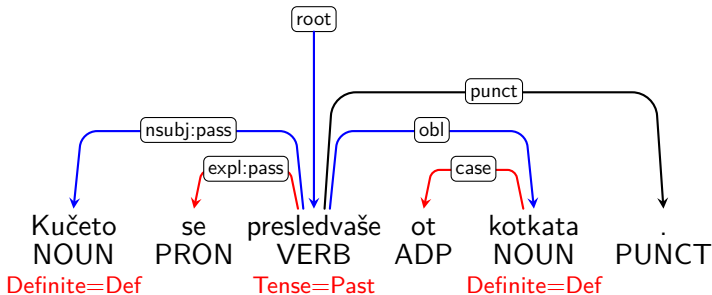 root
punct
nsubj:pass obl
expl:pass case
Kučeto se presledvaše ot kotkata .
NOUN PRON VERB ADP NOUN PUNCT
Definite=Def Tense=Past Definite=Def